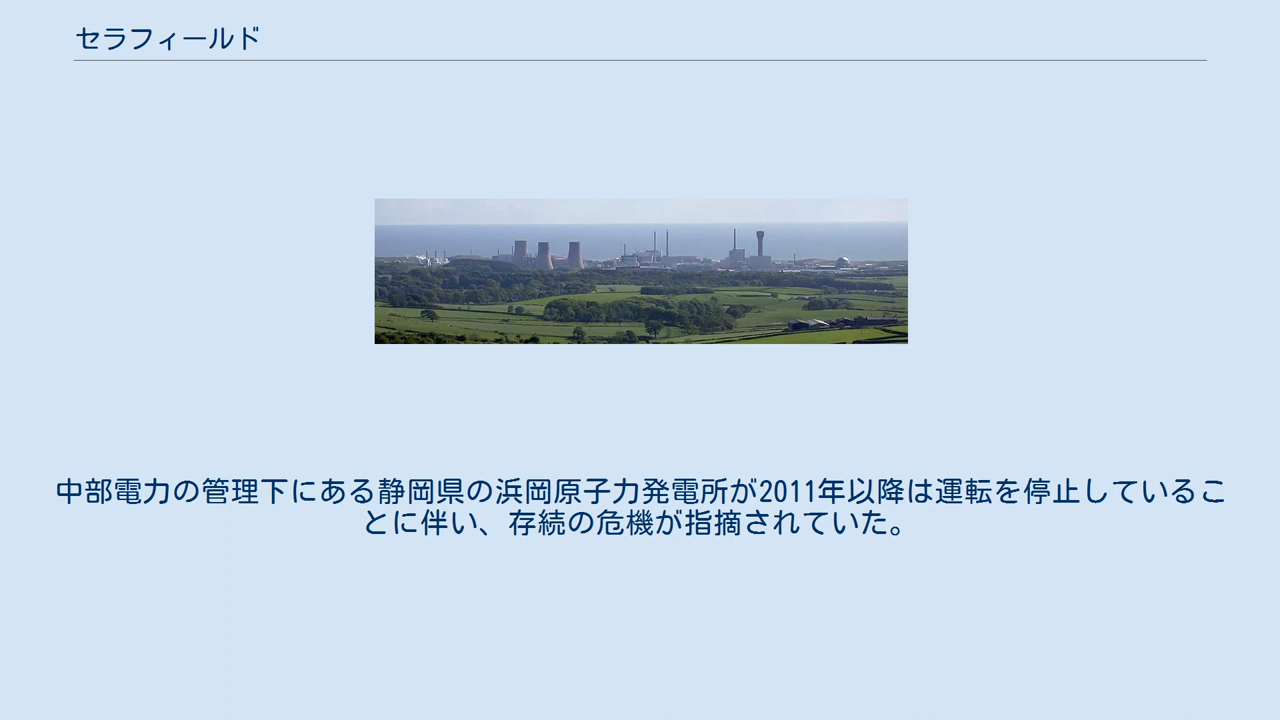 セラフィールド
中部電力の管理下にある静岡県の浜岡原子力発電所が2011年以降は運転を停止しているこ
とに伴い、存続の危機が指摘されていた。